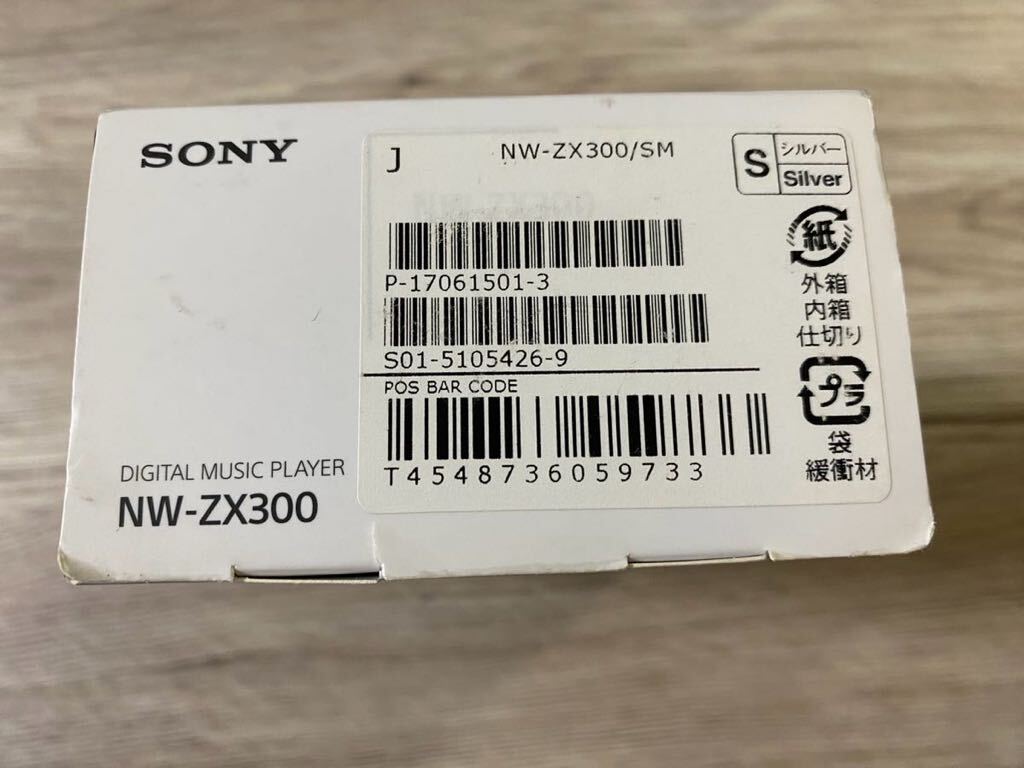 SONY
J
NW-ZX300/SM
S
シルバー
Silver
P-17061501-3
S01-5105426-9
POS BAR CODE
T4548736059733
DIGITAL MUSIC PLAYER
NW-ZX300
紙
外箱
内箱
仕切り
プラ
袋
緩衝材